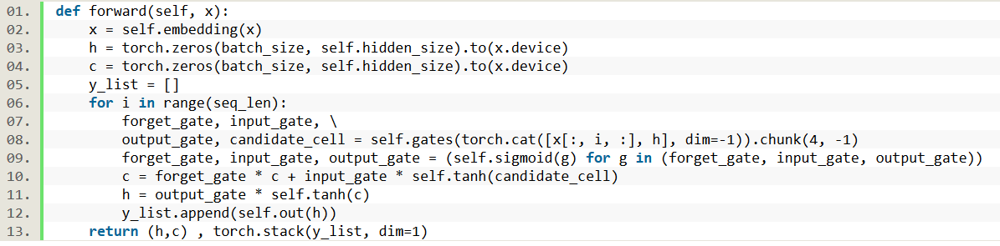 01. def forward(self, x):
02.     x = self.embedding(x)
03.     h = torch.zeros(batch_size, self.hidden_size).to(x.device)
04.     c = torch.zeros(batch_size, self.hidden_size).to(x.device)
05.     y_list = []
06.     for i in range(seq_len):
07.         forget_gate, input_gate, \
08.         output_gate, candidate_cell = self.gates(torch.cat([x[:, i, :], h], dim=-1)).chunk(4, -1)
09.         forget_gate, input_gate, output_gate = (self.sigmoid(g) for g in (forget_gate, input_gate, output_gate))
10.         c = forget_gate * c + input_gate * self.tanh(candidate_cell)
11.         h = output_gate * self.tanh(c)
12.         y_list.append(self.out(h))
13.     return (h,c) , torch.stack(y_list, dim=1)